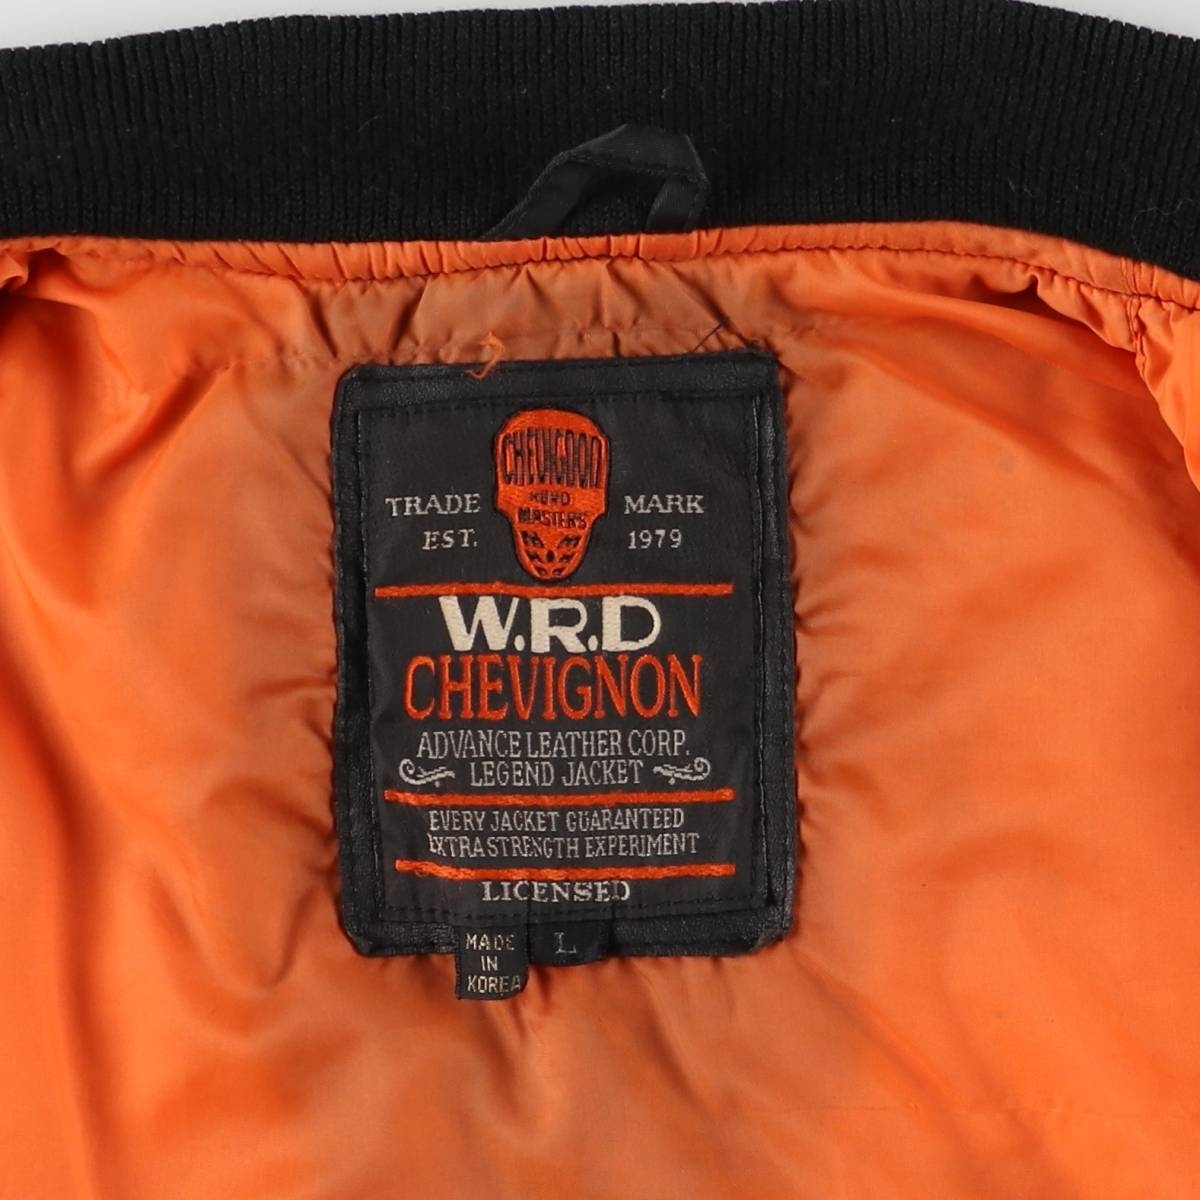 CHEVIGDON
ROAD
MASTERS
TRADE MARK
EST. 1979
W.R.D
CHEVIGNON
ADVANCE LEATHER CORP.
LEGEND JACKET
EVERY JACKET GUARANTEED
EXTRA STRENGTH EXPERIMENT
LICENSED
MADE
IN
KOREA
L